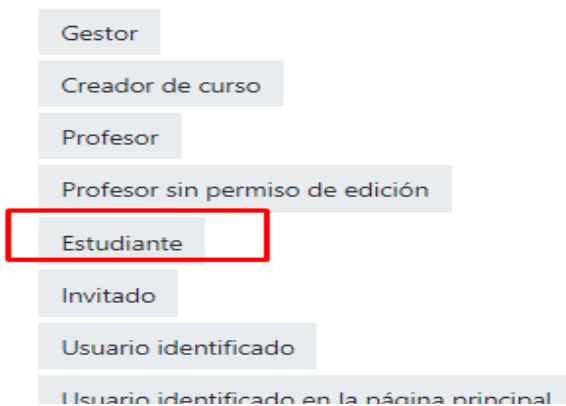 Gestor
Creador de curso
Profesor
Profesor sin permiso de edición
Estudiante
Invitado
Usuario identificado
Usuario identificado en la página principal